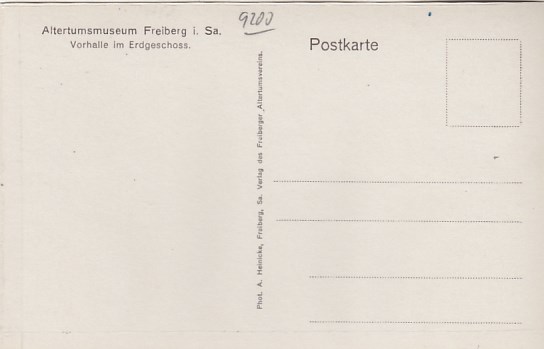 Altertumsmuseum Freiberg i. Sa.
Vorhalle im Erdgeschoss.
9200
Postkarte
Phot. A. Heinicke, Freiberg, Sa. Verlag des Freiberger Altertumsvereins.